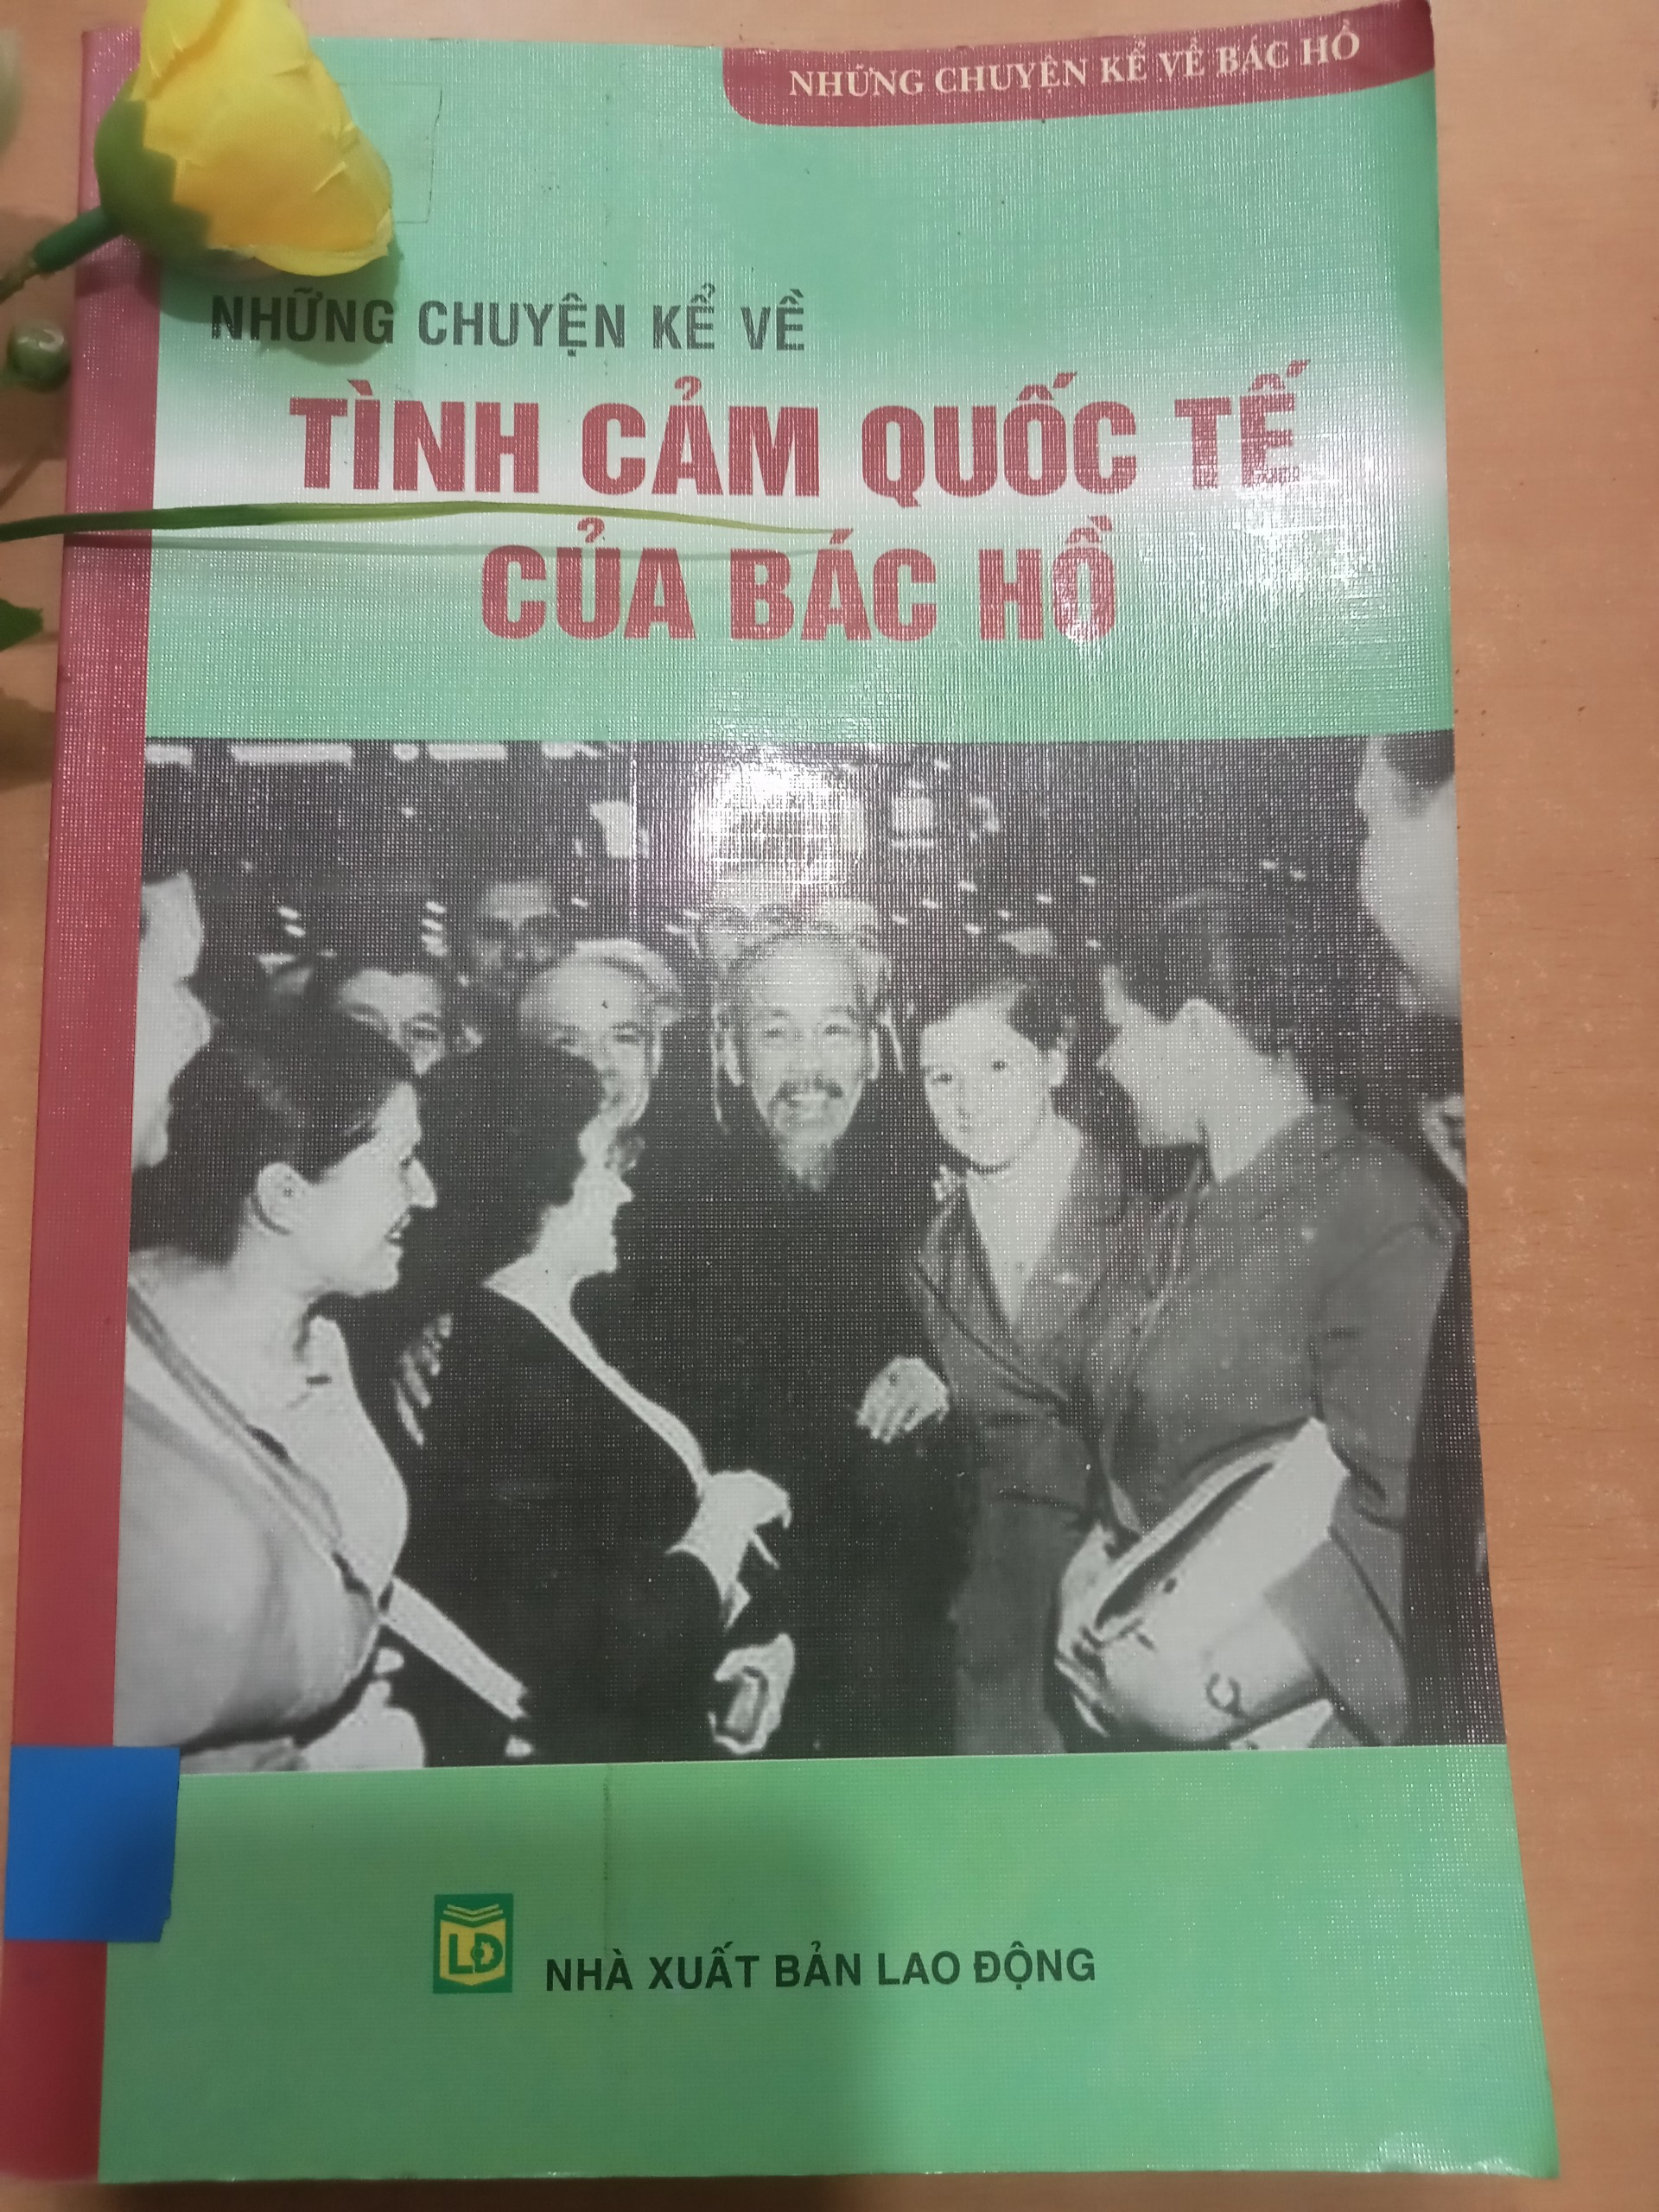 NHỮNG CHUYỆN KỂ VỀ BÁC HỒ
NHỮNG CHUYỆN KỂ VỀ
TÌNH CẢM QUỐC TẾ
CỦA BÁC HỒ
LĐ
NHÀ XUẤT BẢN LAO ĐỘNG